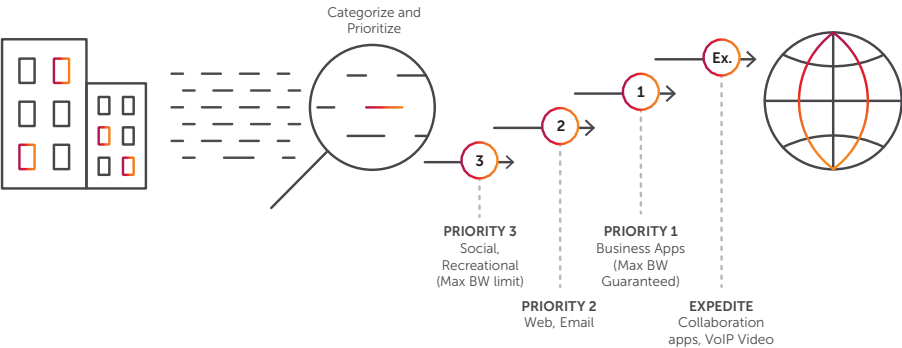 Categorize and
Prioritize
Ex.
1
2
3
PRIORITY 3
Social,
Recreational
(Max BW limit)
PRIORITY 1
Business Apps
(Max BW
Guaranteed)
PRIORITY 2
Web, Email
EXPEDITE
Collaboration
apps, VoIP Video